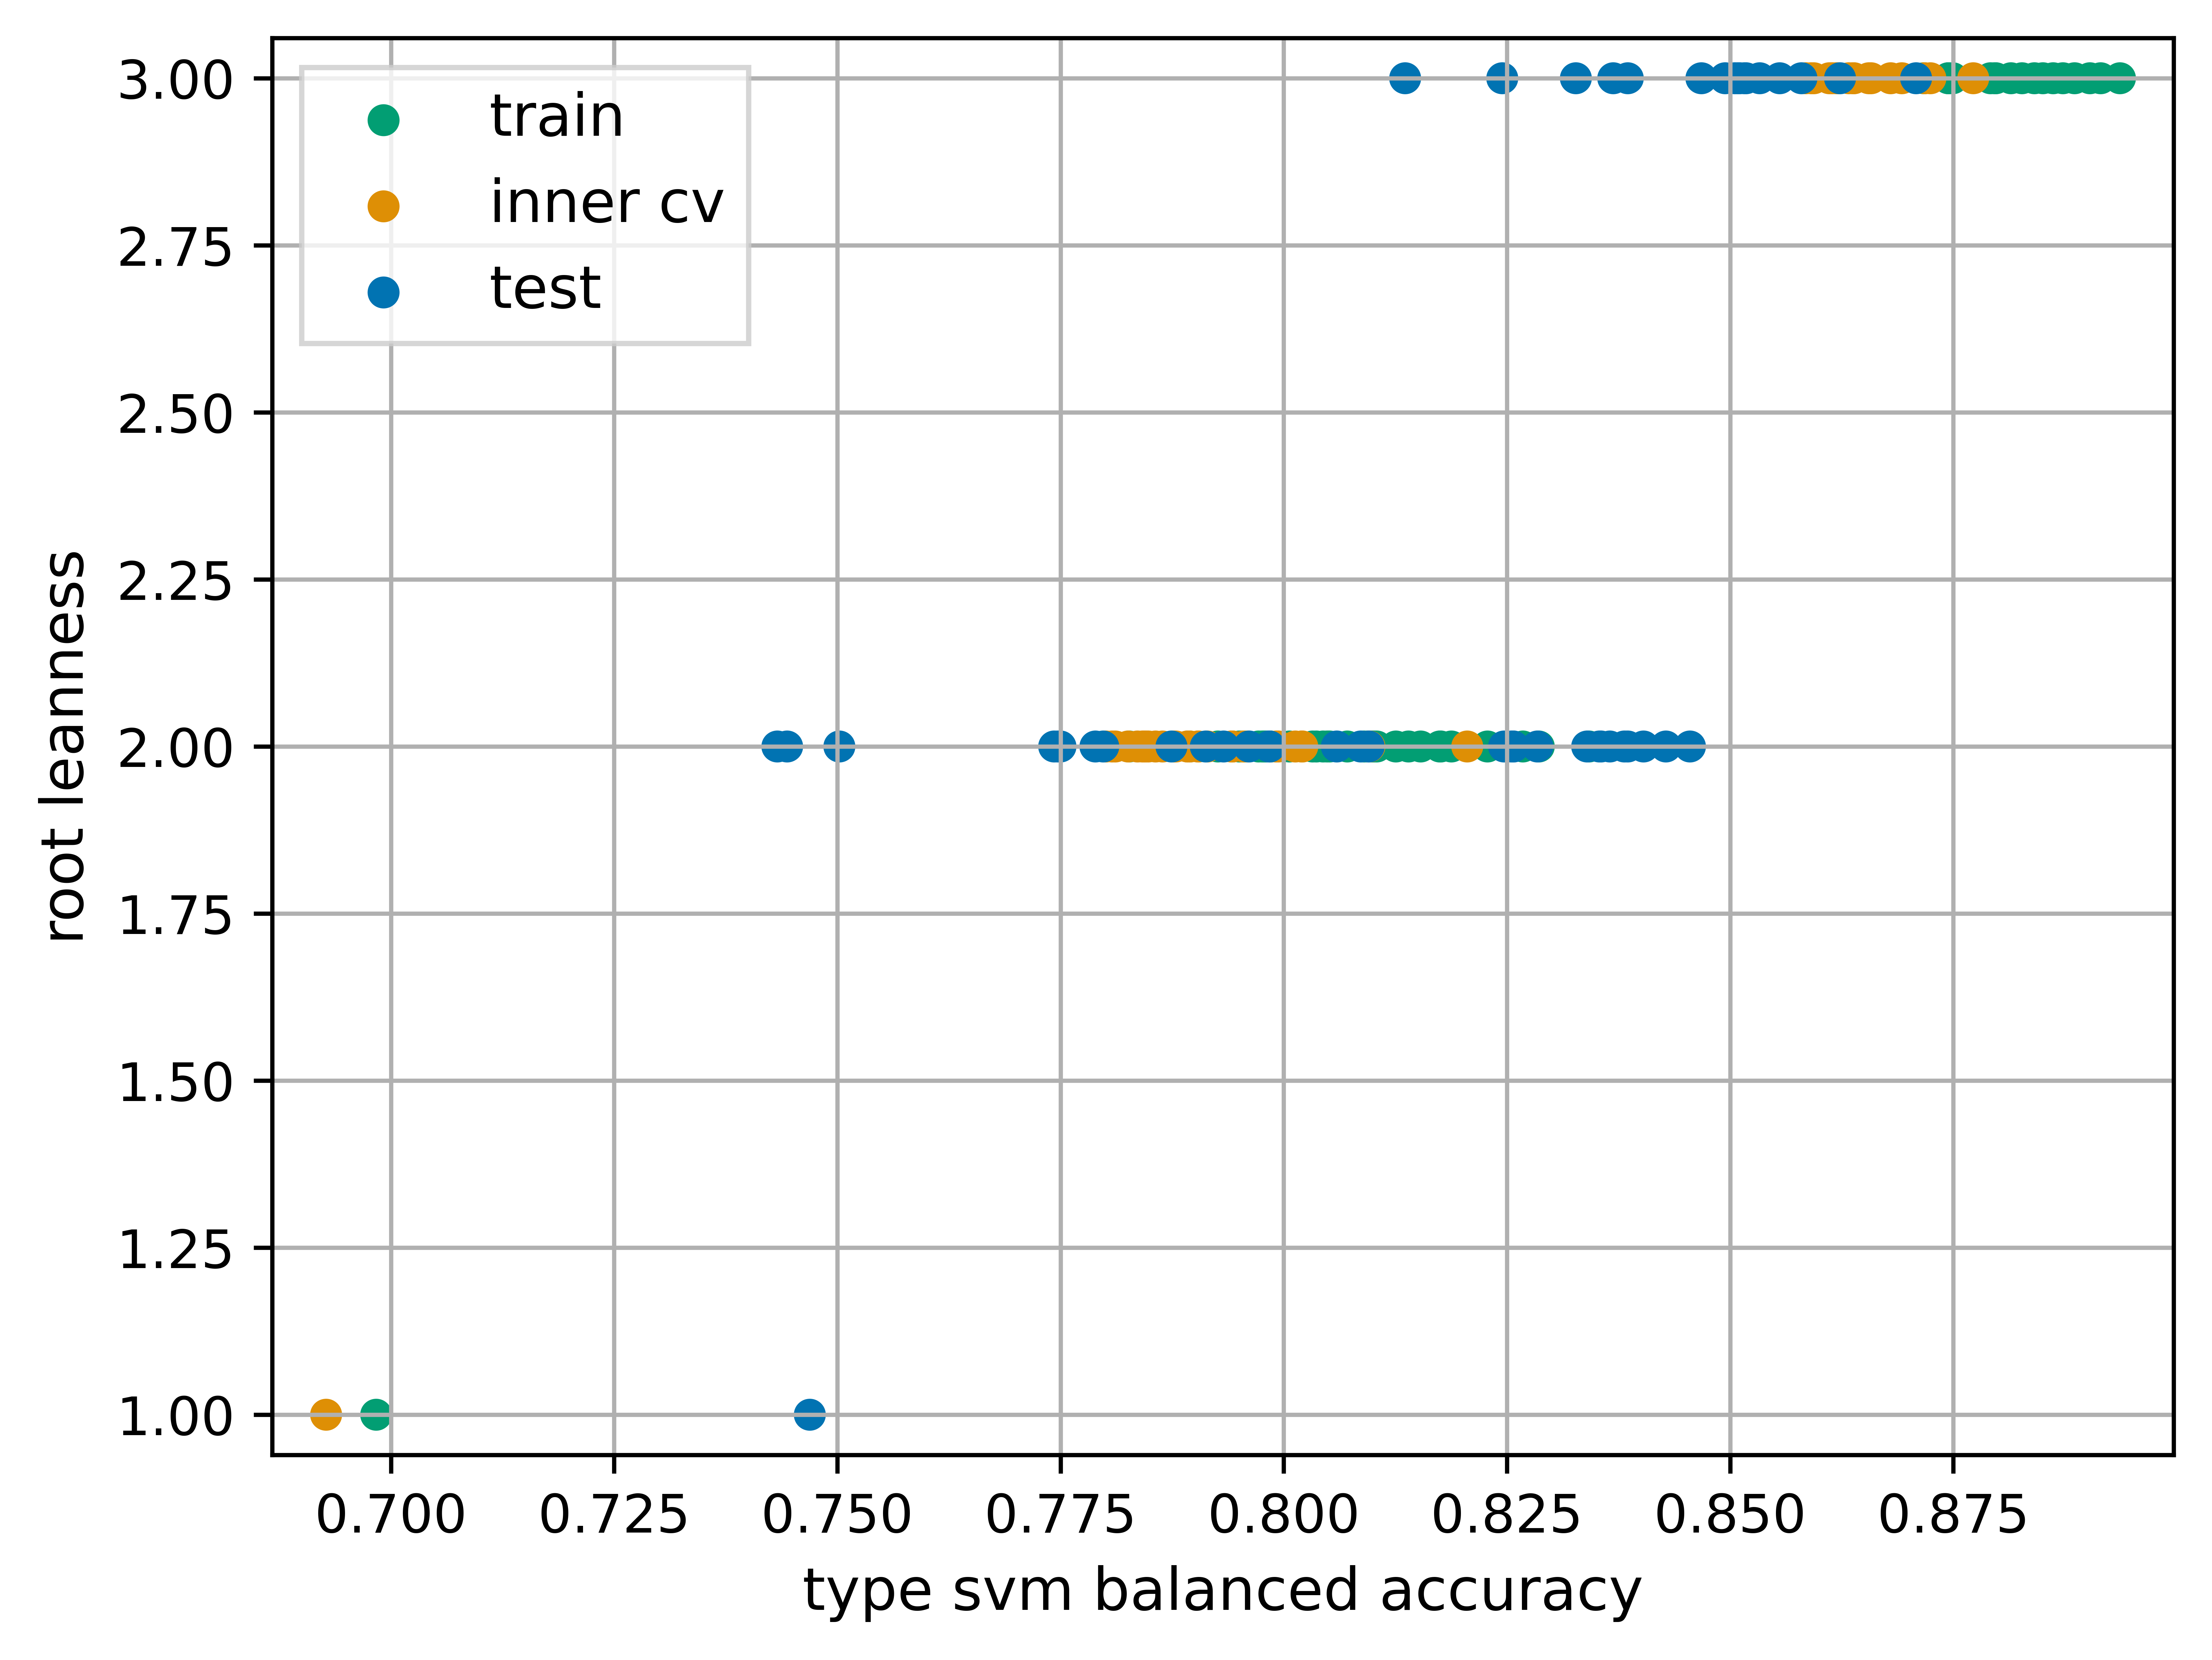 3.00
2.75
2.50
2.25
2.00
1.75
1.50
1.25
1.00
root leanness
train
inner cv
test
0.700 0.725 0.750 0.775 0.800 0.825 0.850 0.875
type svm balanced accuracy